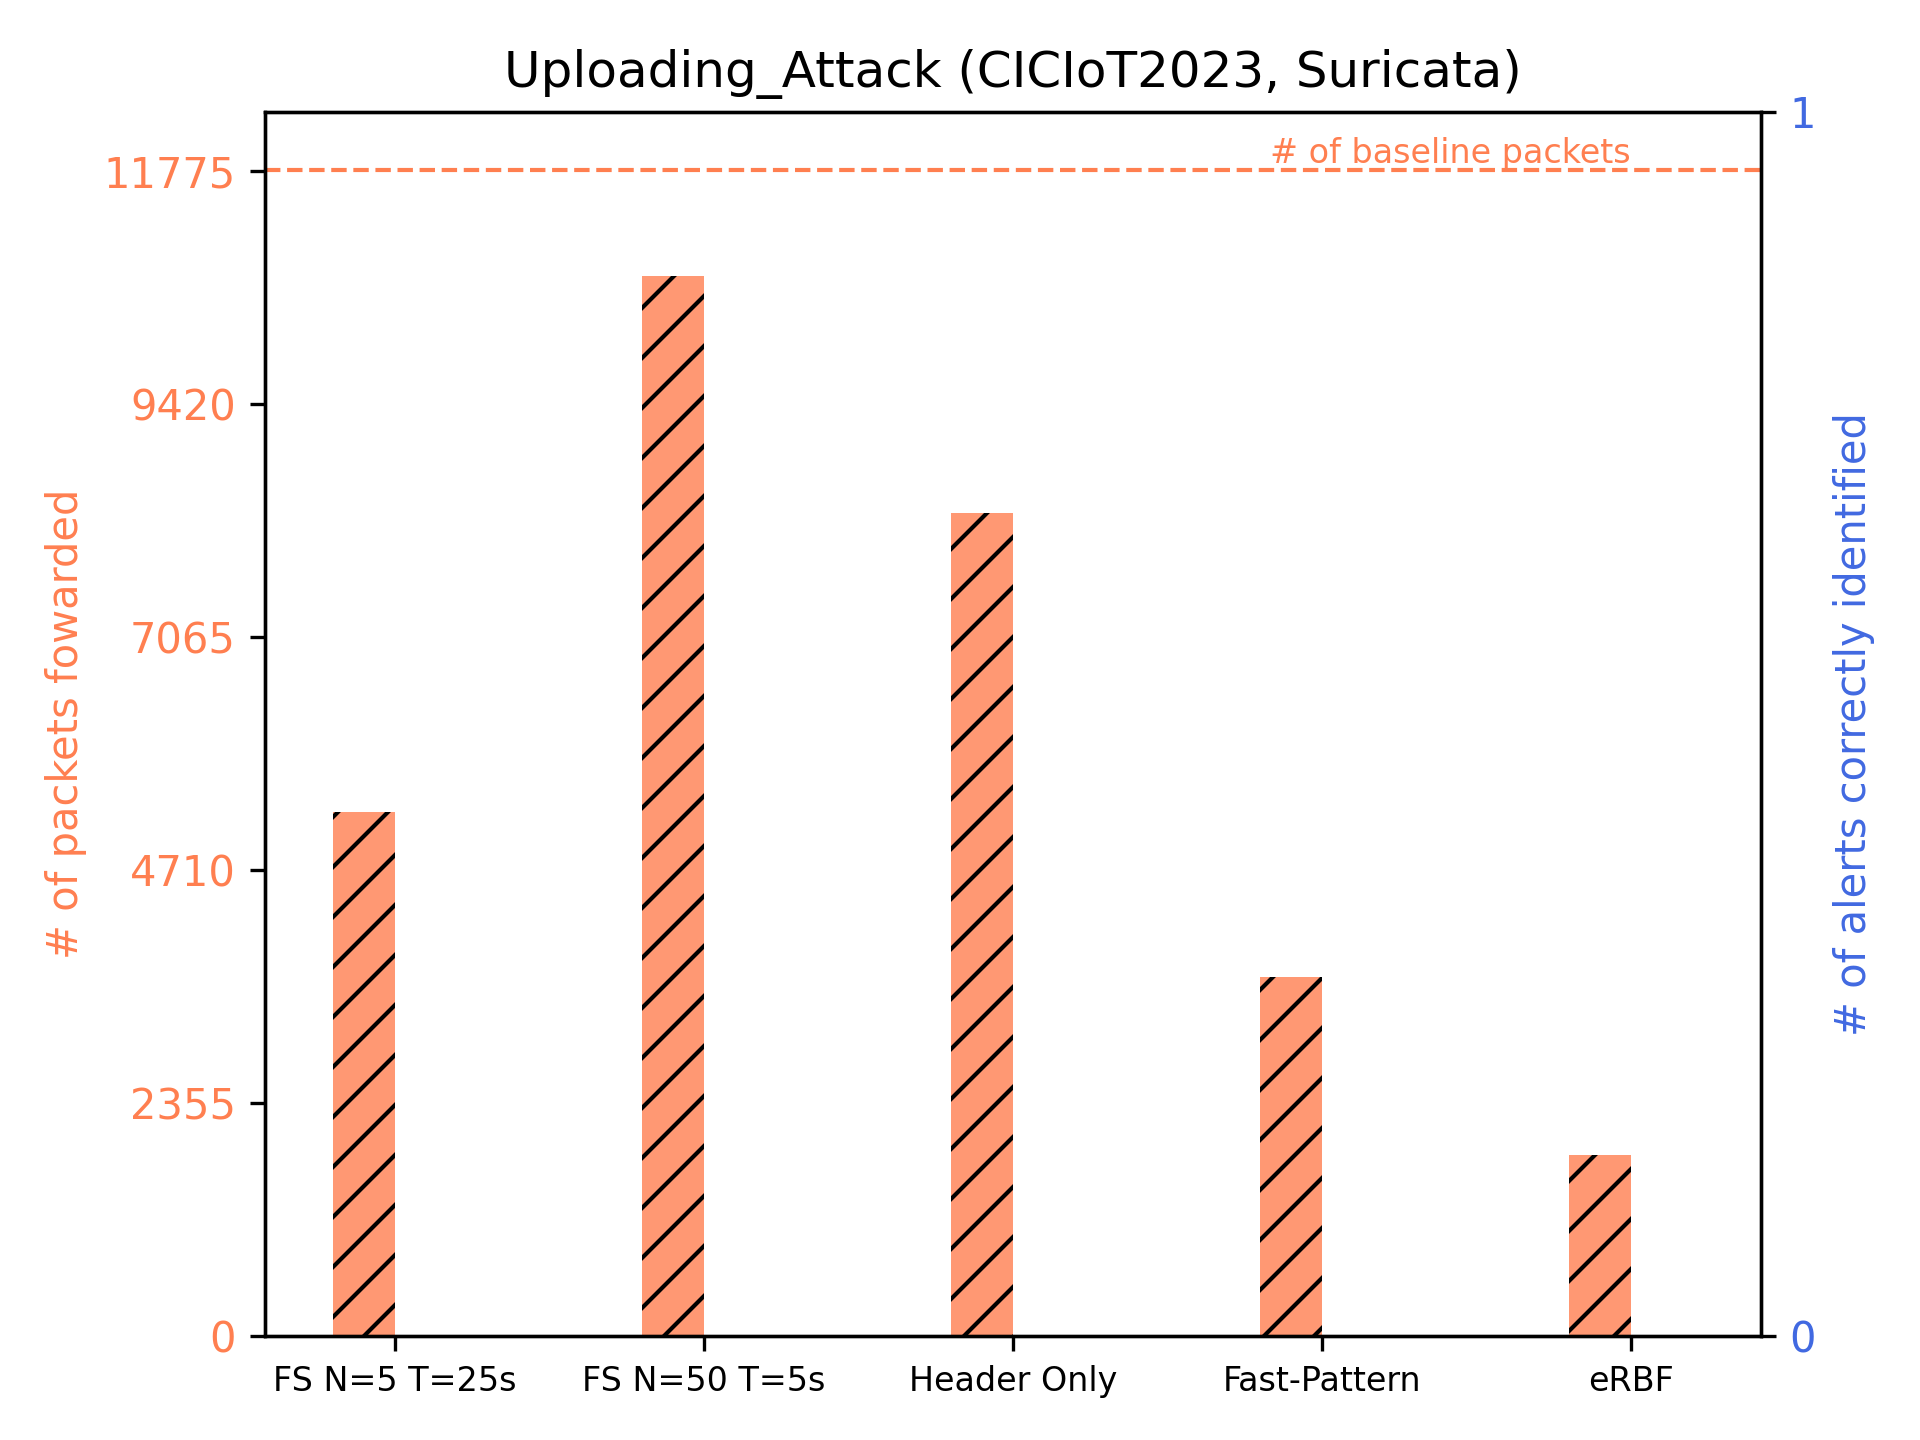 Uploading_Attack (CICIoT2023, Suricata)
# of baseline packets
11775
9420
7065
4710
2355
0
# of packets fowarded
1
0
# of alerts correctly identified
FS N=5 T=25s
FS N=50 T=5s
Header Only
Fast-Pattern
eRBF